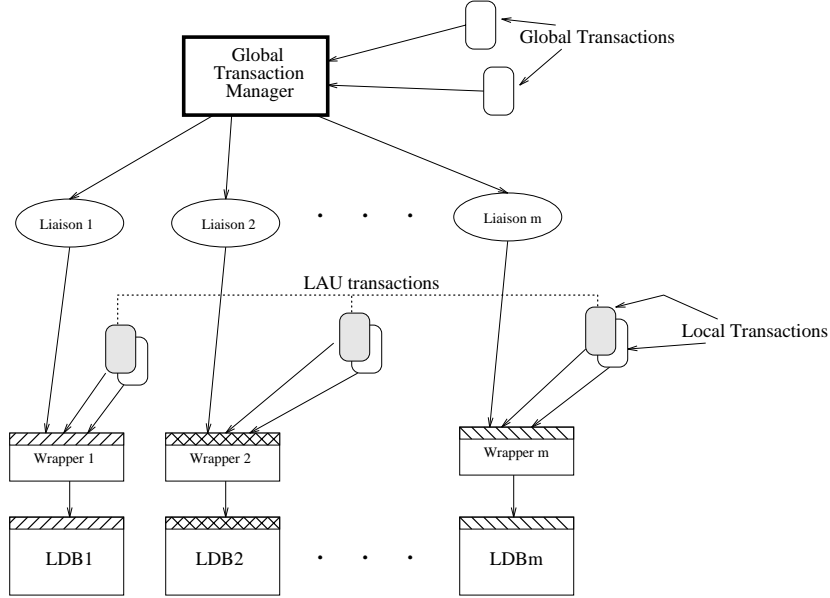 Global
Transaction
Manager
Global Transactions
Liaison 1
Liaison 2
. . .
Liaison m
LAU transactions
Local Transactions
Wrapper 1
Wrapper 2
Wrapper m
LDB1
LDB2
. . .
LDBm